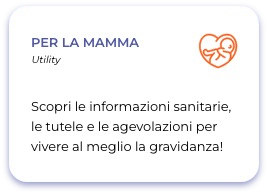 PER LA MAMMA
Utility
Scopri le informazioni sanitarie,
le tutele e le agevolazioni per
vivere al meglio la gravidanza!